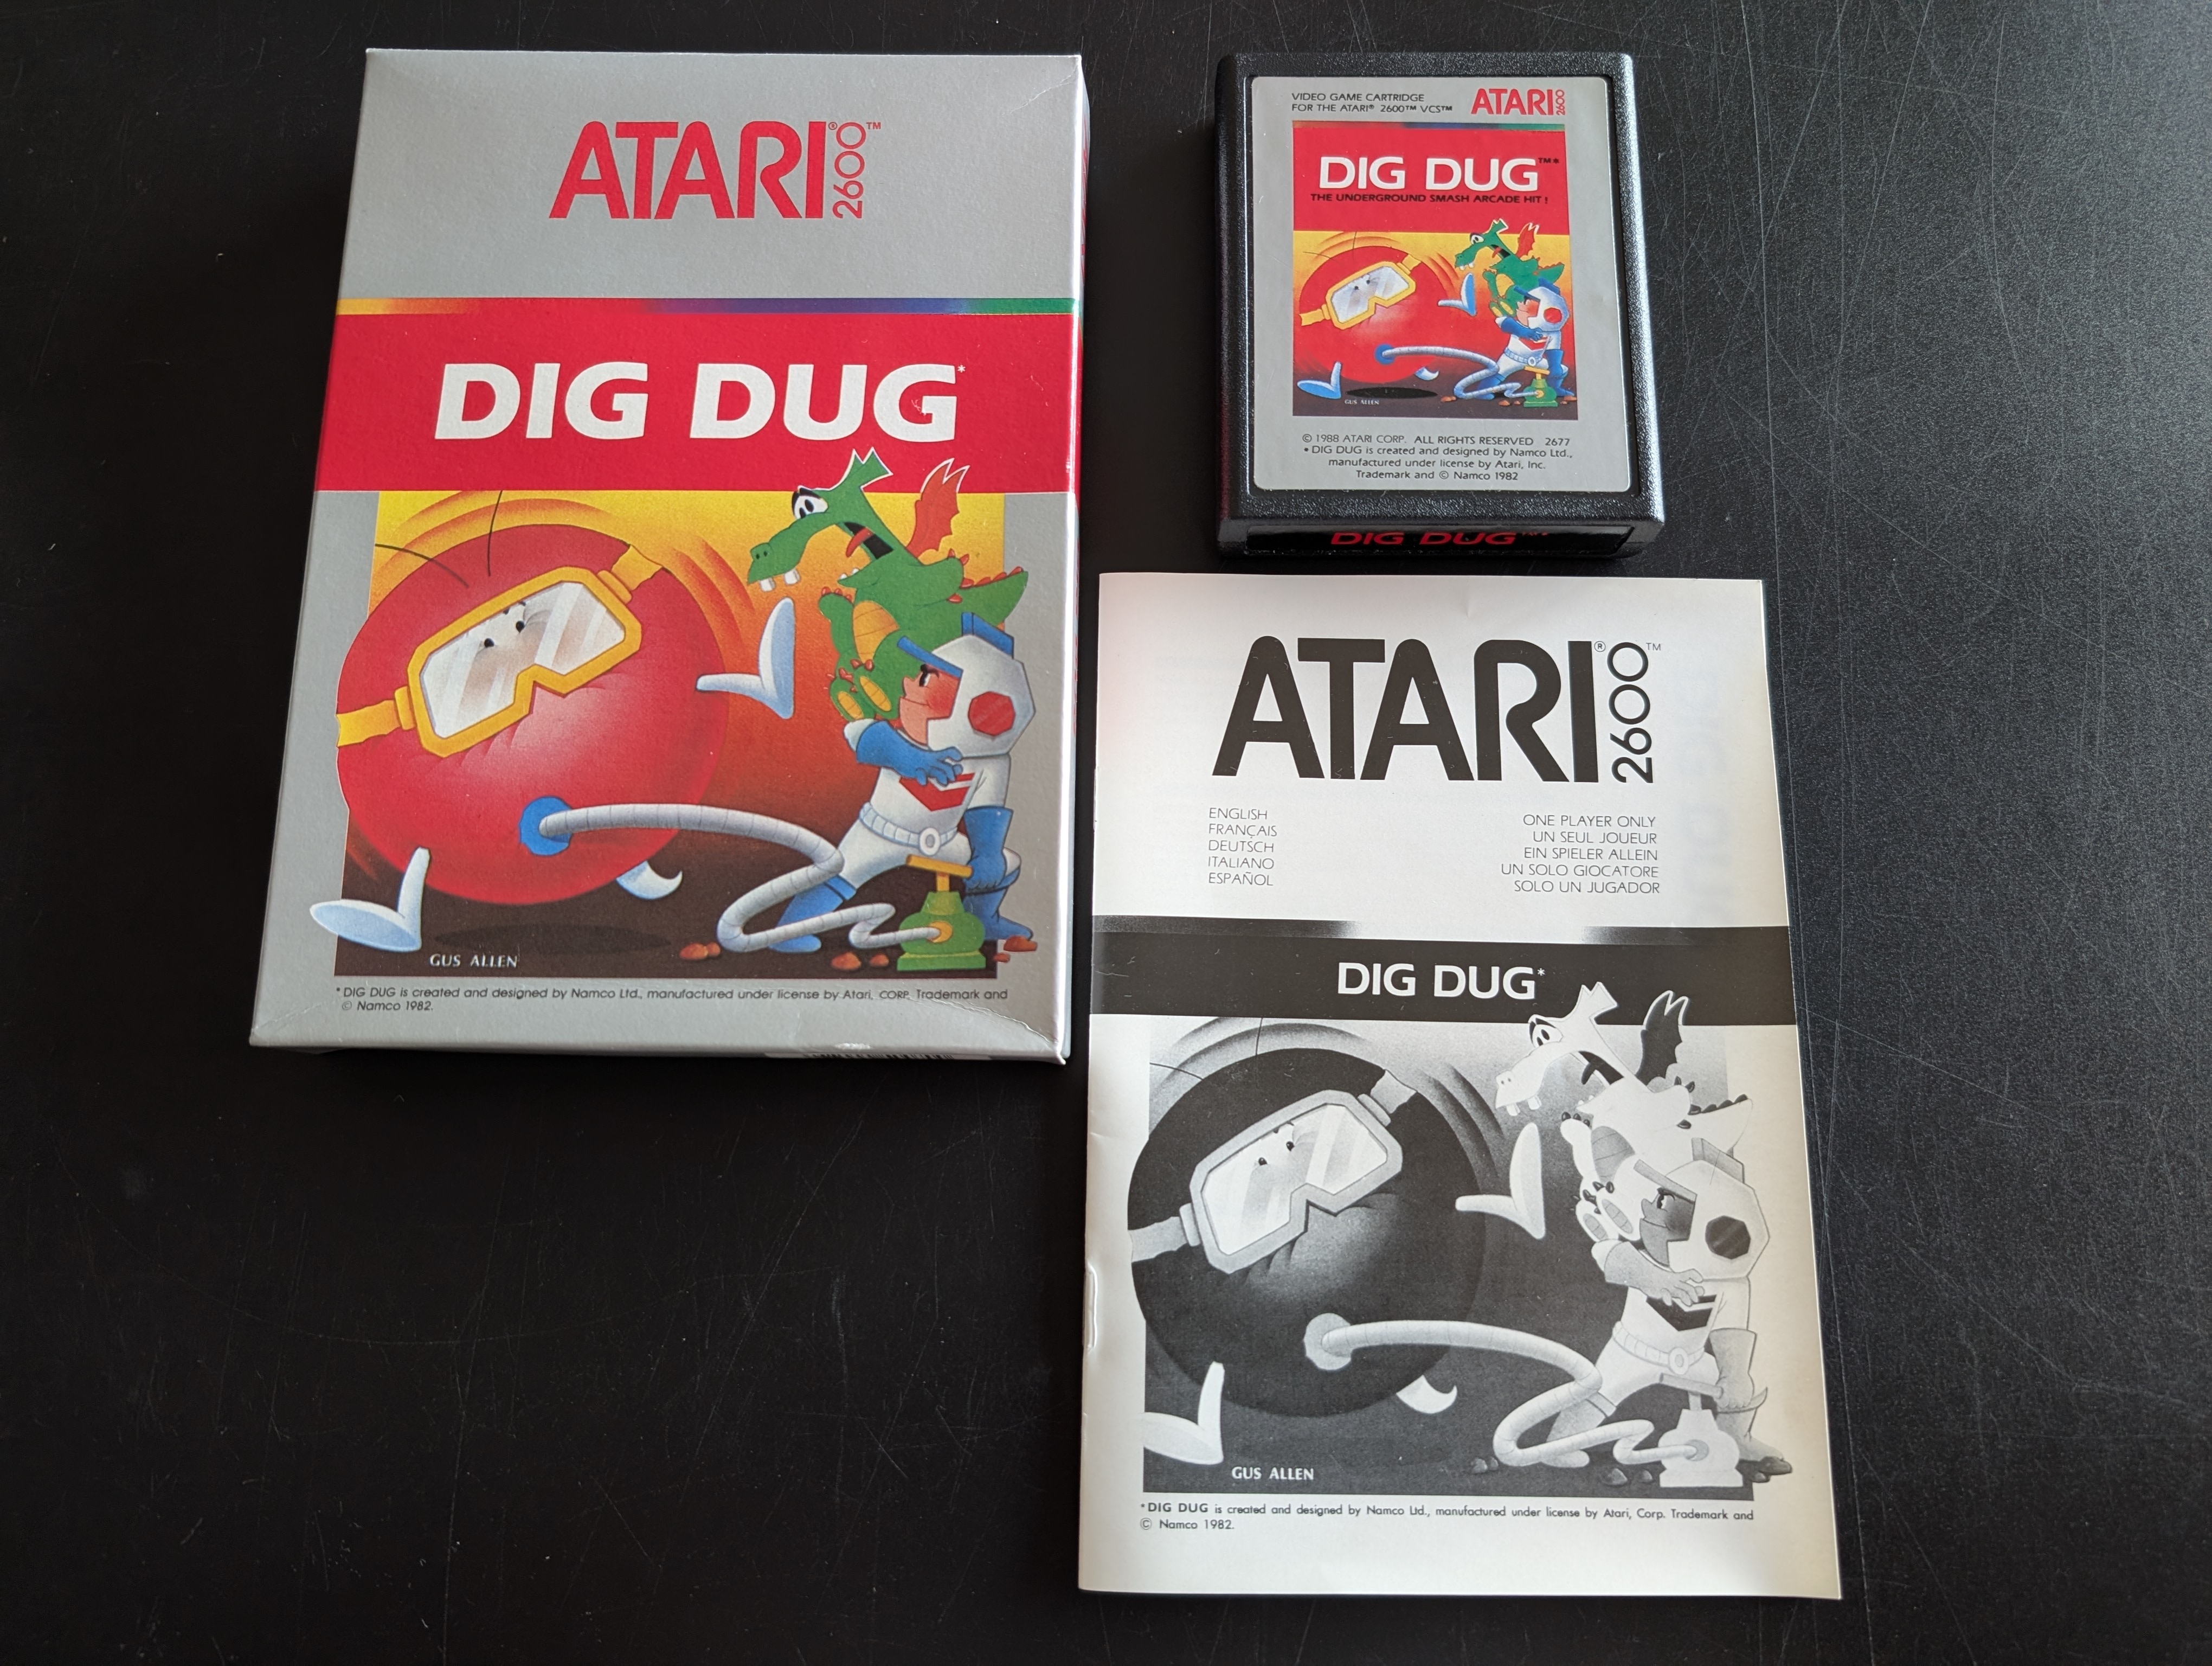 ATARI® 2600™
DIG DUG*
GUS ALLEN
* DIG DUG is created and designed by Namco Ltd., manufactured under license by Atari, CORP. Trademark and
© Namco 1982.
VIDEO GAME CARTRIDGE
FOR THE ATARI® 2600™ VCS™
ATARI 2600
DIG DUG™*
THE UNDERGROUND SMASH ARCADE HIT !
GUS ALLEN
© 1988 ATARI CORP. ALL RIGHTS RESERVED 2677
* DIG DUG is created and designed by Namco Ltd.,
manufactured under license by Atari, Inc.
Trademark and © Namco 1982
DIG DUG
ATARI® 2600™
ENGLISH
FRANÇAIS
DEUTSCH
ITALIANO
ESPAÑOL
ONE PLAYER ONLY
UN SEUL JOUEUR
EIN SPIELER ALLEIN
UN SOLO GIOCATORE
SOLO UN JUGADOR
DIG DUG*
GUS ALLEN
* DIG DUG is created and designed by Namco Ltd., manufactured under license by Atari, Corp. Trademark and
© Namco 1982.